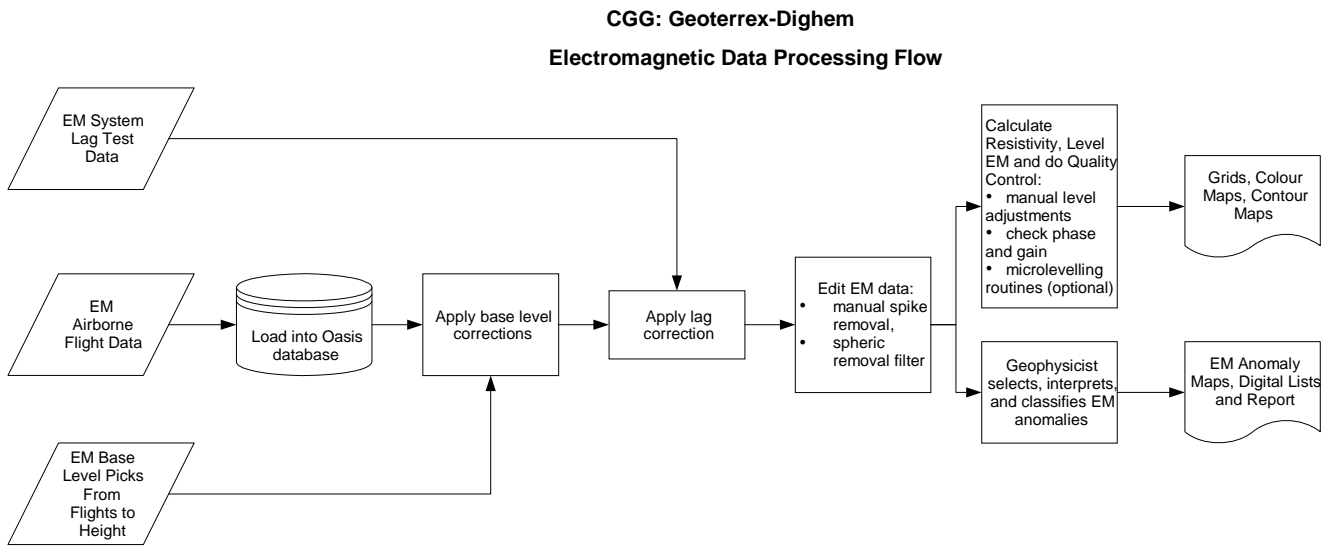 CGG: Geoterrex-Dighem
Electromagnetic Data Processing Flow
EM System
Lag Test
Data
EM
Airborne
Flight Data
EM Base
Level Picks
From
Flights to
Height
Load into Oasis
database
Apply base level
corrections
Apply lag
correction
Edit EM data:
• manual spike
removal,
• spheric
removal filter
Calculate
Resistivity, Level
EM and do Quality
Control:
• manual level
adjustments
• check phase
and gain
• microlevelling
routines (optional)
Grids, Colour
Maps, Contour
Maps
Geophysicist
selects, interprets,
and classifies EM
anomalies
EM Anomaly
Maps, Digital Lists
and Report